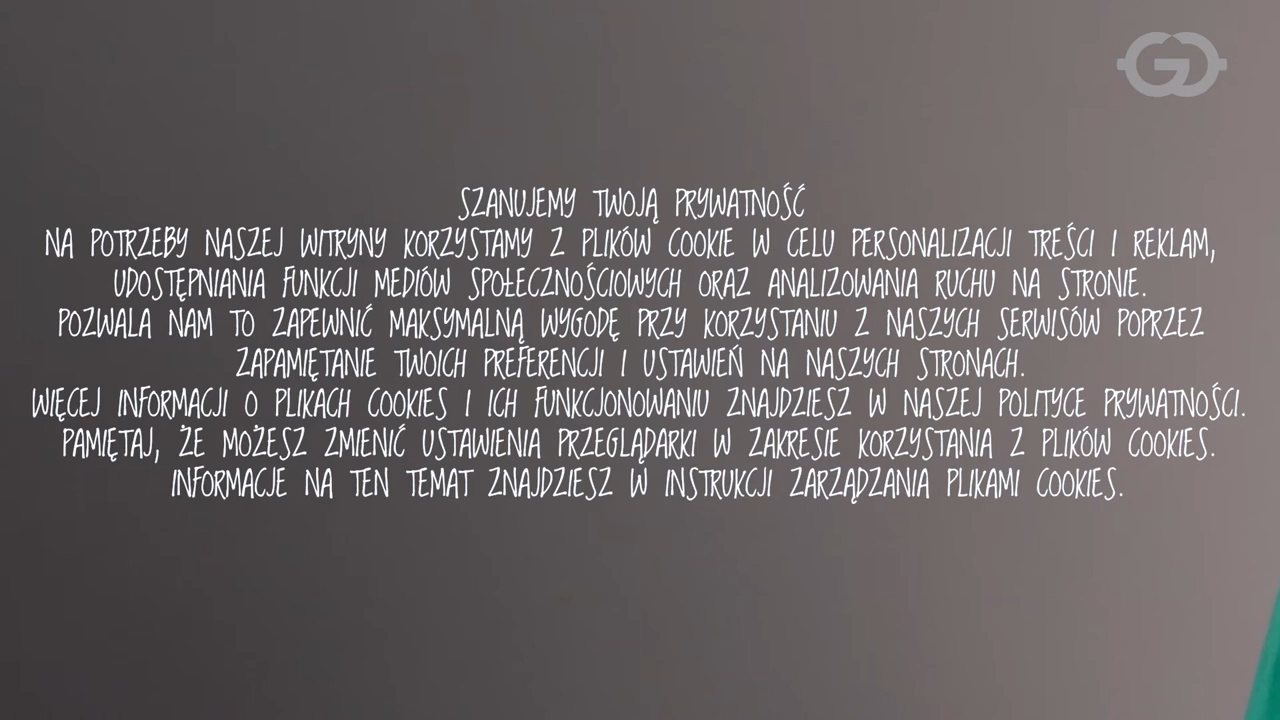 SZANUJEMY TWOJĄ PRYWATNOŚĆ
NA POTRZEBY NASZEJ WITRYNY KORZYSTAMY Z PLIKÓW COOKIE W CELU PERSONALIZACJI TREŚCI I REKLAM,
UDOSTĘPNIANIA FUNKCJI MEDIÓW SPOŁECZNOŚCIOWYCH ORAZ ANALIZOWANIA RUCHU NA STRONIE.
POZWALA NAM TO ZAPEWNIĆ MAKSYMALNĄ WYGODĘ PRZY KORZYSTANIU Z NASZYCH SERWISÓW POPRZEZ
ZAPAMIĘTANIE TWOICH PREFERENCJI I USTAWIEŃ NA NASZYCH STRONACH.
WIĘCEJ INFORMACJI O PLIKACH COOKIES I ICH FUNKCJONOWANIU ZNAJDZIESZ W NASZEJ POLITYCE PRYWATNOŚCI.
PAMIĘTAJ, ŻE MOŻESZ ZMIENIĆ USTAWIENIA PRZEGLĄDARKI W ZAKRESIE KORZYSTANIA Z PLIKÓW COOKIES.
INFORMACJE NA TEN TEMAT ZNAJDZIESZ W INSTRUKCJI ZARZĄDZANIA PLIKAMI COOKIES.